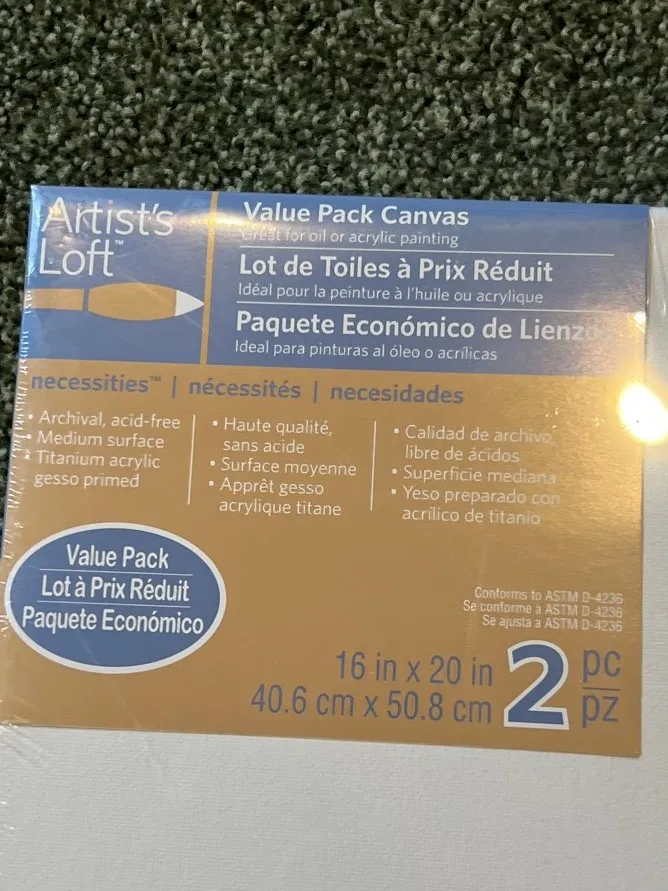 Artist's
Loft™
Value Pack Canvas
Great for oil or acrylic painting
Lot de Toiles à Prix Réduit
Idéal pour la peinture à l'huile ou acrylique
Paquete Económico de Lienzo
Ideal para pinturas al óleo o acrílicas
necessities™ | nécessités | necesidades
• Archival, acid-free
• Medium surface
• Titanium acrylic
gesso primed
• Haute qualité,
sans acide
• Surface moyenne
• Apprêt gesso
acrylique titane
• Calidad de archivo,
libre de ácidos
• Superficie mediana
• Yeso preparado con
acrílico de titanio
Value Pack
Lot à Prix Réduit
Paquete Económico
Conforms to ASTM D-4236
Se conforme à ASTM D-4236
Se ajusta a ASTM D-4236
16 in x 20 in
40.6 cm x 50.8 cm
2 pc
pz